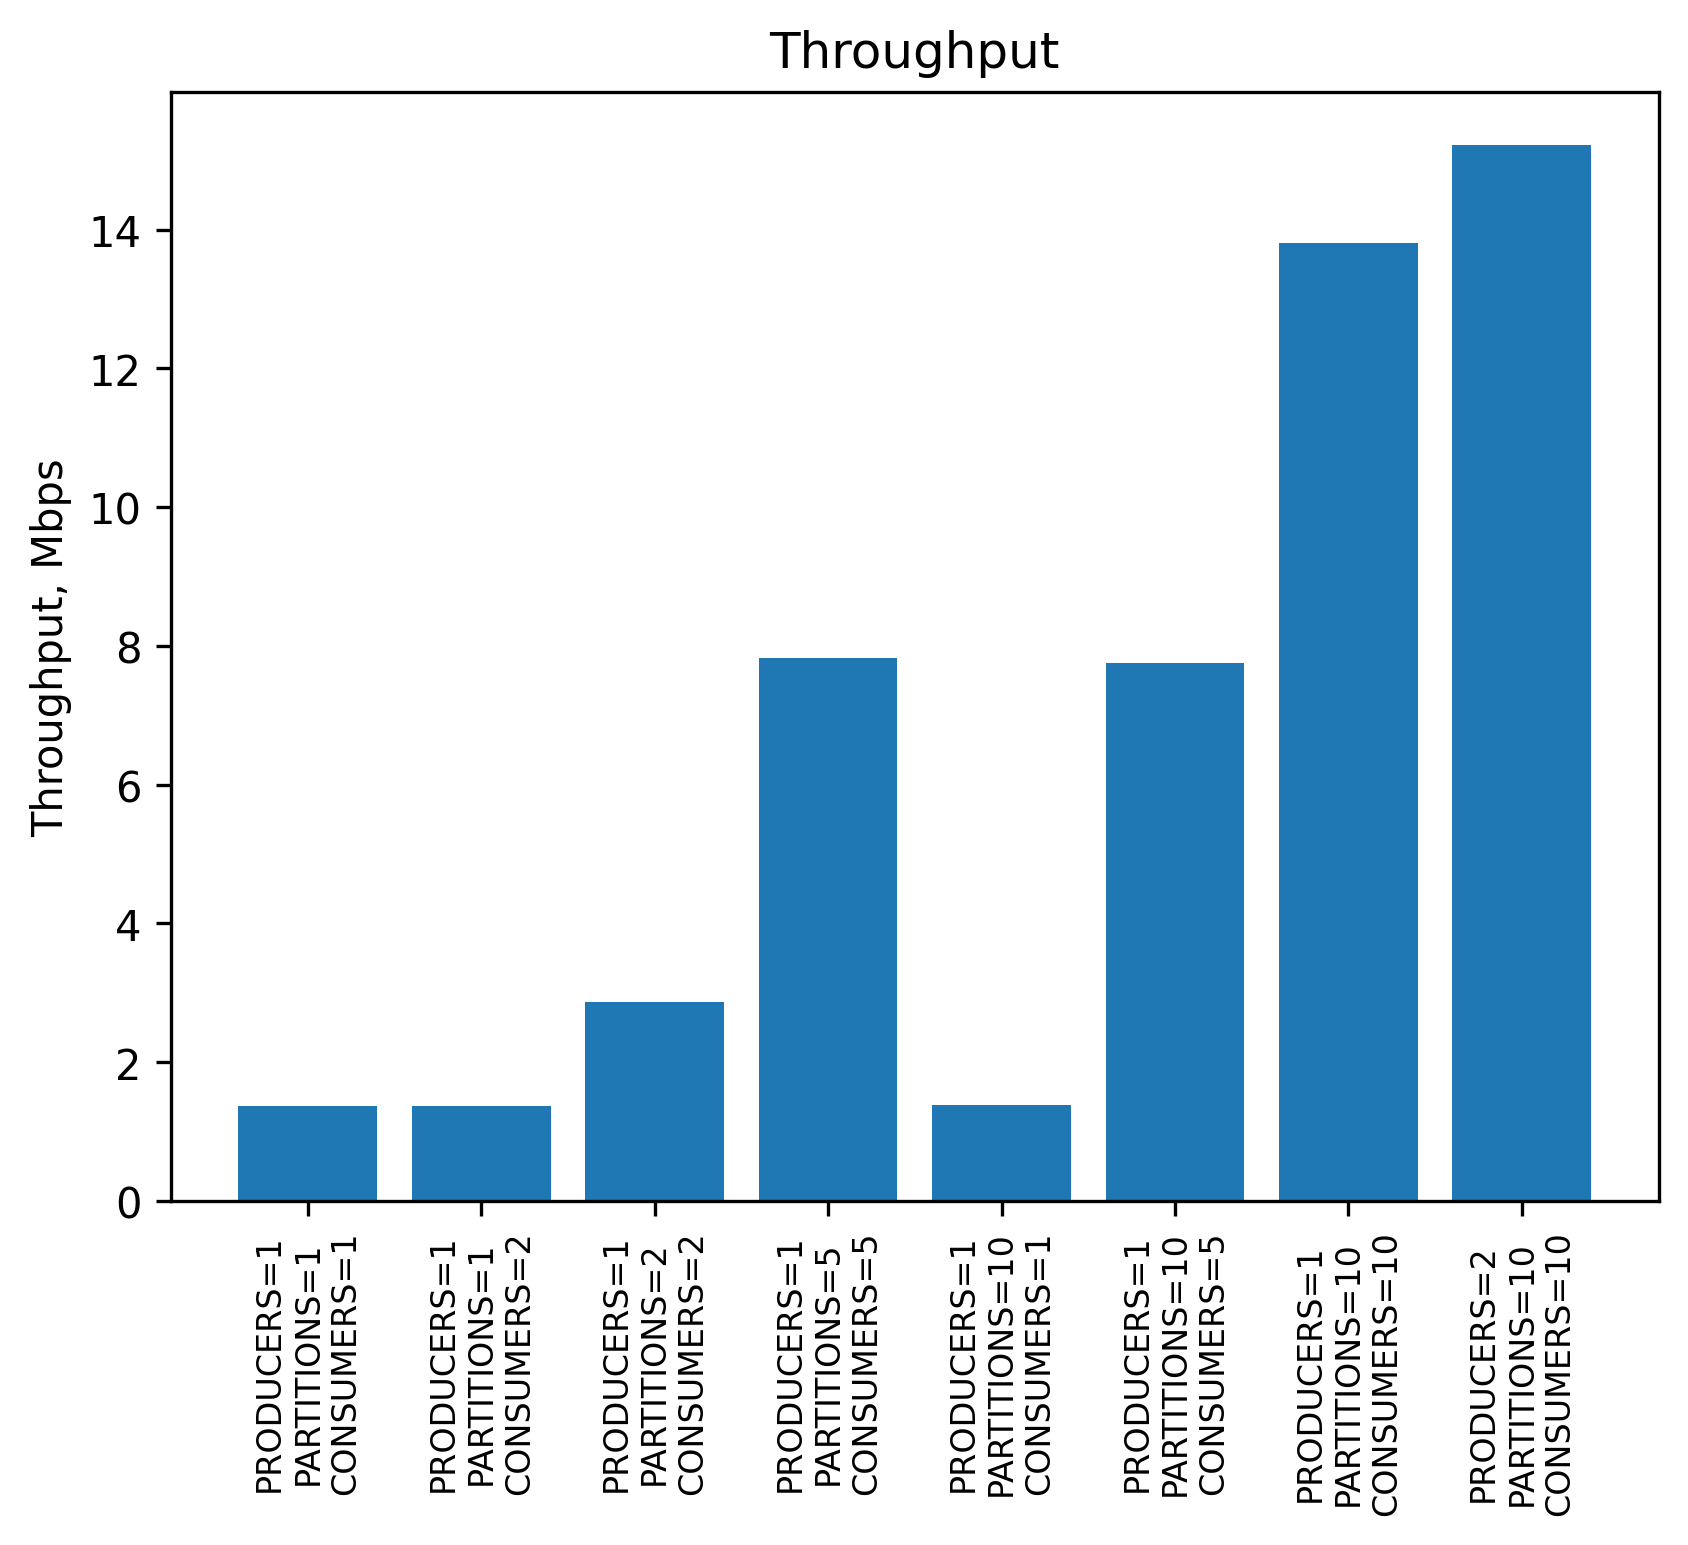 Throughput
Throughput, Mbps
14
12
10
8
6
4
2
0
PRODUCERS=1
PARTITIONS=1
CONSUMERS=1
PRODUCERS=1
PARTITIONS=1
CONSUMERS=2
PRODUCERS=1
PARTITIONS=2
CONSUMERS=2
PRODUCERS=1
PARTITIONS=5
CONSUMERS=5
PRODUCERS=1
PARTITIONS=10
CONSUMERS=1
PRODUCERS=1
PARTITIONS=10
CONSUMERS=5
PRODUCERS=1
PARTITIONS=10
CONSUMERS=10
PRODUCERS=2
PARTITIONS=10
CONSUMERS=10